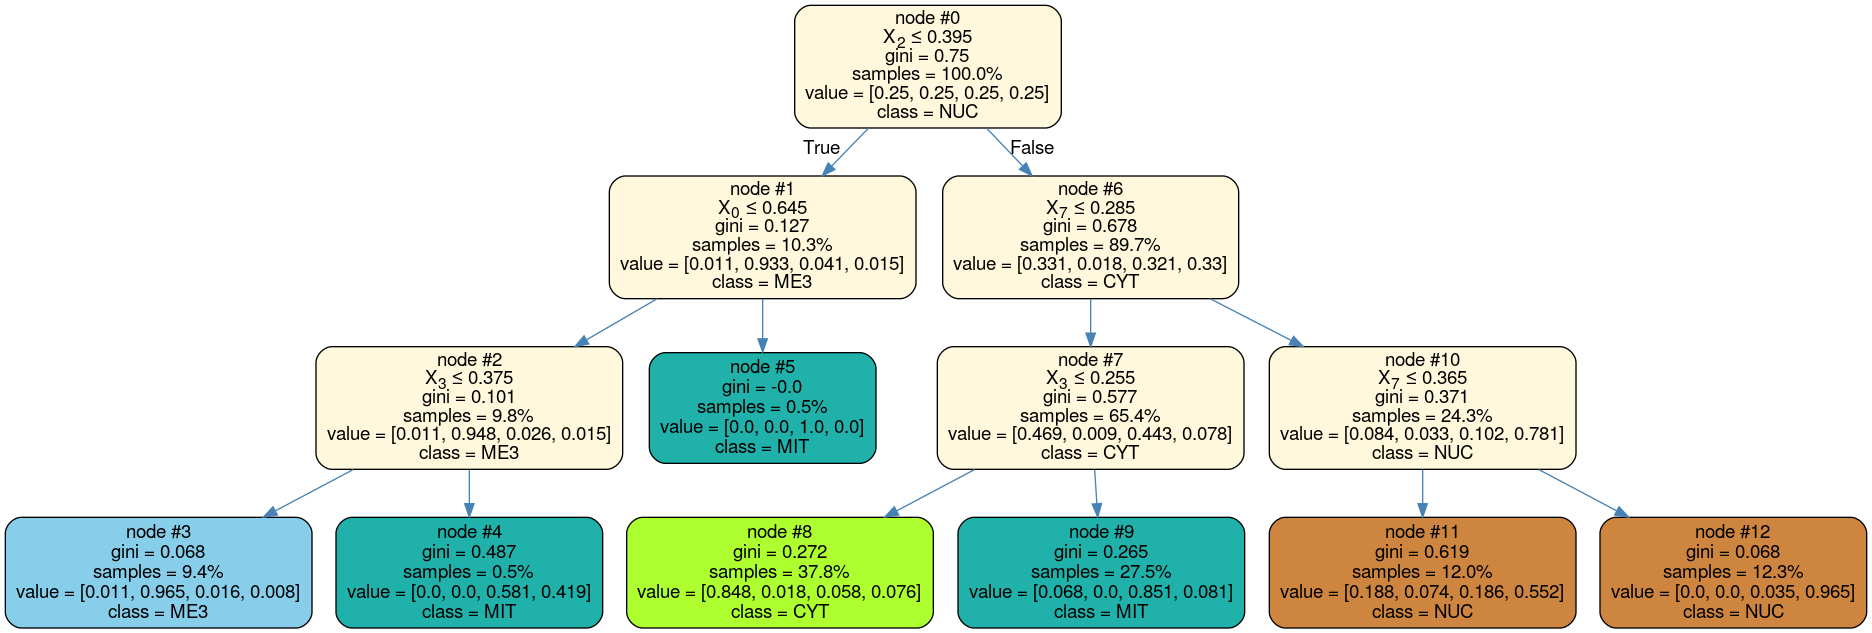 node #0
X2 ≤ 0.395
gini = 0.75
samples = 100.0%
value = [0.25, 0.25, 0.25, 0.25]
class = NUC
True
False
node #1
X0 ≤ 0.645
gini = 0.127
samples = 10.3%
value = [0.011, 0.933, 0.041, 0.015]
class = ME3
node #6
X7 ≤ 0.285
gini = 0.678
samples = 89.7%
value = [0.331, 0.018, 0.321, 0.33]
class = CYT
node #2
X3 ≤ 0.375
gini = 0.101
samples = 9.8%
value = [0.011, 0.948, 0.026, 0.015]
class = ME3
node #5
gini = -0.0
samples = 0.5%
value = [0.0, 0.0, 1.0, 0.0]
class = MIT
node #7
X3 ≤ 0.255
gini = 0.577
samples = 65.4%
value = [0.469, 0.009, 0.443, 0.078]
class = CYT
node #10
X7 ≤ 0.365
gini = 0.371
samples = 24.3%
value = [0.084, 0.033, 0.102, 0.781]
class = NUC
node #3
gini = 0.068
samples = 9.4%
value = [0.011, 0.965, 0.016, 0.008]
class = ME3
node #4
gini = 0.487
samples = 0.5%
value = [0.0, 0.0, 0.581, 0.419]
class = MIT
node #8
gini = 0.272
samples = 37.8%
value = [0.848, 0.018, 0.058, 0.076]
class = CYT
node #9
gini = 0.265
samples = 27.5%
value = [0.068, 0.0, 0.851, 0.081]
class = MIT
node #11
gini = 0.619
samples = 12.0%
value = [0.188, 0.074, 0.186, 0.552]
class = NUC
node #12
gini = 0.068
samples = 12.3%
value = [0.0, 0.0, 0.035, 0.965]
class = NUC